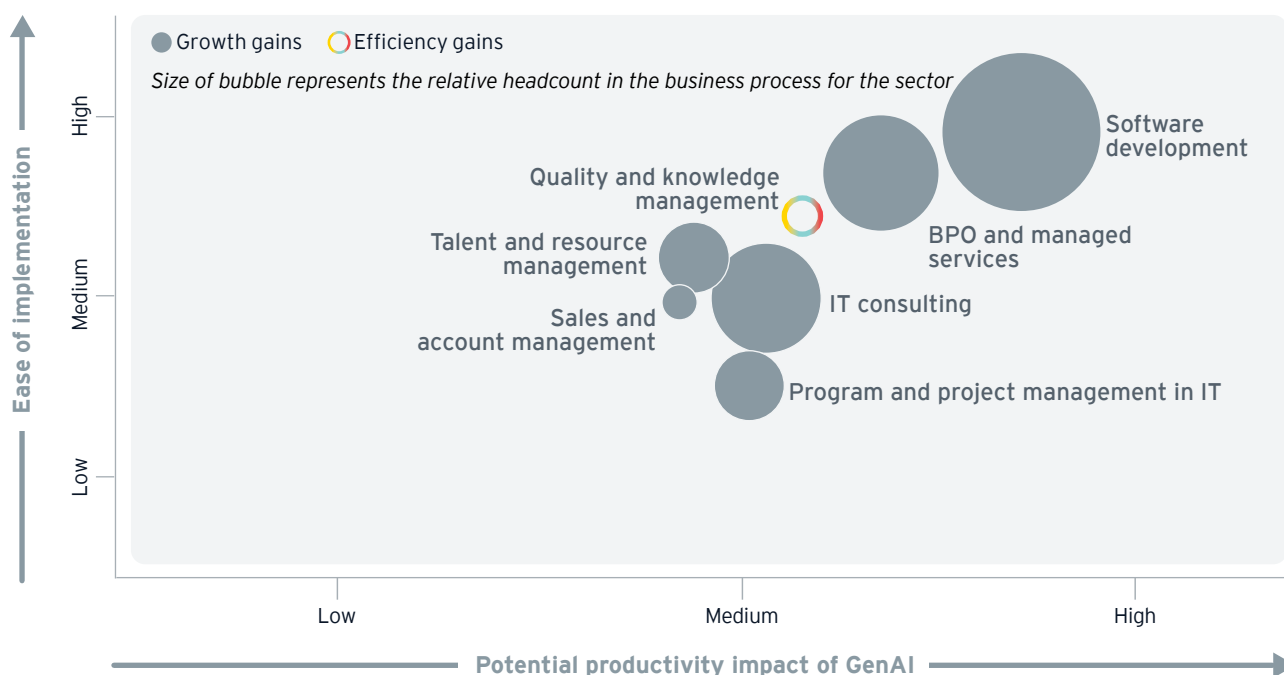 Growth gains
Efficiency gains
Size of bubble represents the relative headcount in the business process for the sector
Ease of implementation
High
Medium
Low
Software
development
Quality and knowledge
management
BPO and managed
services
Talent and resource
management
IT consulting
Sales and
account management
Program and project management in IT
Low
Medium
High
Potential productivity impact of GenAI